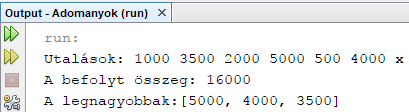 Output - Adomanyok (run)
run:
Utalások: 1000 3500 2000 5000 500 4000 x
A befolyt összeg: 16000
A legnagyobbak:[5000, 4000, 3500]